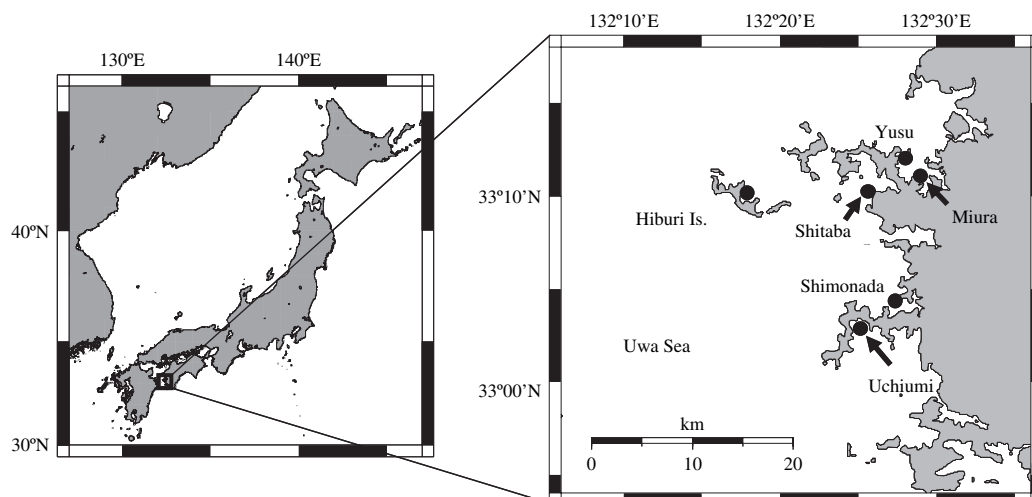 130ºE
140ºE
40ºN
30ºN
132º10’E
132º20’E
132º30’E
33º10’N
33º00’N
Yusu
Miura
Shitaba
Hiburi Is.
Shimonada
Uwa Sea
Uchiumi
km
0
10
20